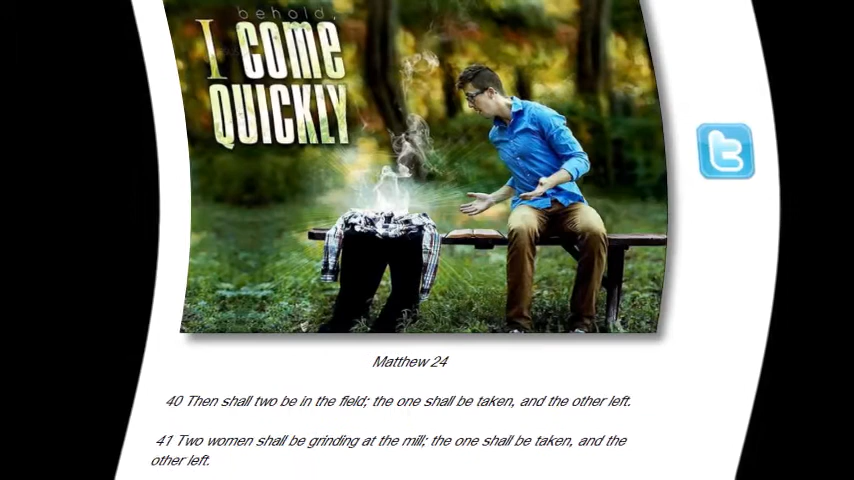 behold,
I COME
QUICKLY
Matthew 24
40 Then shall two be in the field; the one shall be taken, and the other left.
41 Two women shall be grinding at the mill; the one shall be taken, and the
other left.